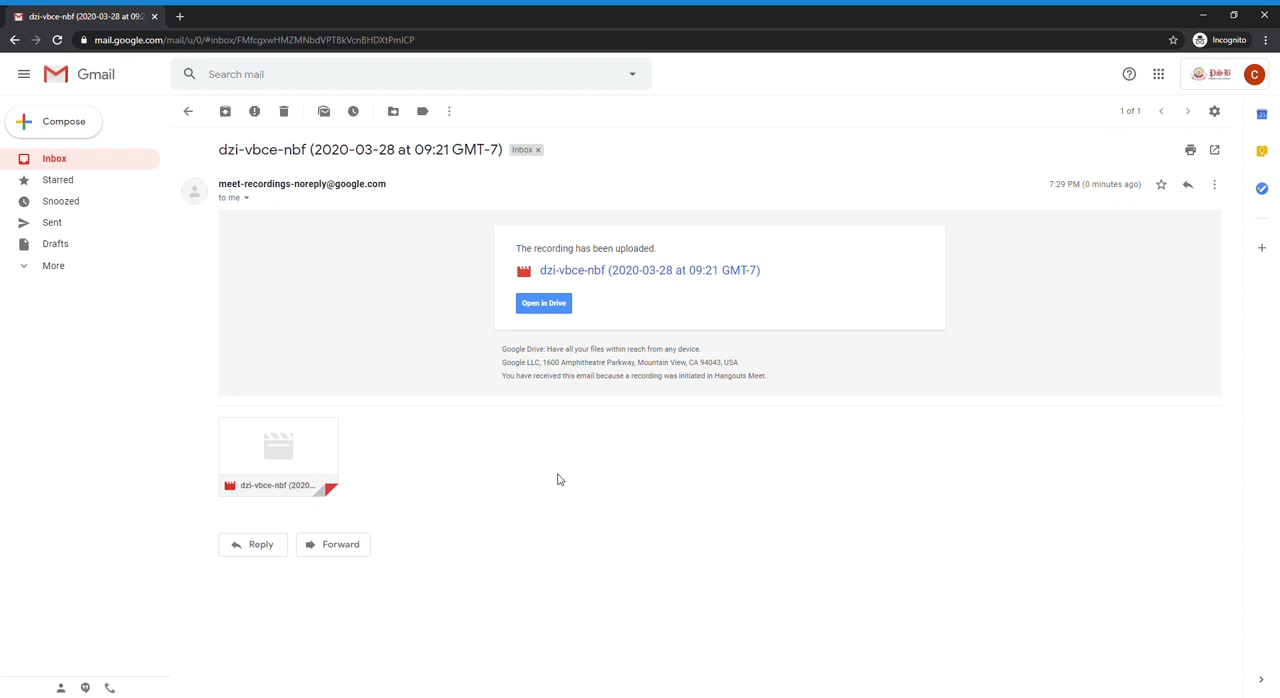 dzi-vbce-nbf (2020-03-28 at 09:2
mail.google.com/mail/u/0/#inbox/FMfcgxwHMZMNbdVPTBkVcnBHDXtPmlCP
Incognito
Gmail
Search mail
PSB
C
Compose
1 of 1
Inbox
Starred
Snoozed
Sent
Drafts
More
dzi-vbce-nbf (2020-03-28 at 09:21 GMT-7)
Inbox x
meet-recordings-noreply@google.com
7:29 PM (0 minutes ago)
to me
The recording has been uploaded.
dzi-vbce-nbf (2020-03-28 at 09:21 GMT-7)
Open in Drive
Google Drive: Have all your files within reach from any device.
Google LLC, 1600 Amphitheatre Parkway, Mountain View, CA 94043, USA
You have received this email because a recording was initiated in Hangouts Meet.
dzi-vbce-nbf (2020...
Reply
Forward